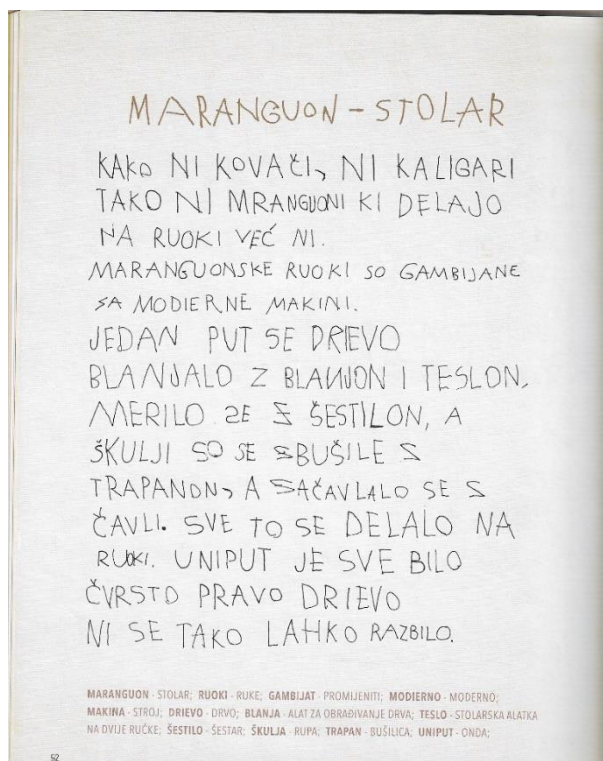 MARANGUON - STOLAR
KAKO NI KOVAČI, NI KALIGARI
TAKO NI MRANGUONI KI DELAJO
NA RUOKI VEĆ NI.
MARANGUONSKE RUOKI SO GAMBIJANE
SA MODIERNE MAKINI.
JEDAN PUT SE DRIEVO
BLANJALO Z BLANJON I TESLON,
MERILO SE S ŠESTILON, A
ŠKULJI SO SE SBUŠILE S
TRAPANON, A SAČAVLALO SE S
ČAVLI. SVE TO SE DELALO NA
RUOKI. UNIPUT JE SVE BILO
ČVRSTO PRAVO DRIEVO
NI SE TAKO LAHKO RAZBILO.
MARANGUON - STOLAR; RUOKI - RUKE; GAMBIJAT - PROMIJENITI; MODIERNO - MODERNO;
MAKINA - STROJ; DRIEVO - DRVO; BLANJA - ALAT ZA OBRAĐIVANJE DRVA; TESLO - STOLARSKA ALATKA
NA DVIJE RUČKE; ŠESTILO - ŠESTAR; ŠKULJA - RUPA; TRAPAN - BUŠILICA; UNIPUT - ONDA;
52